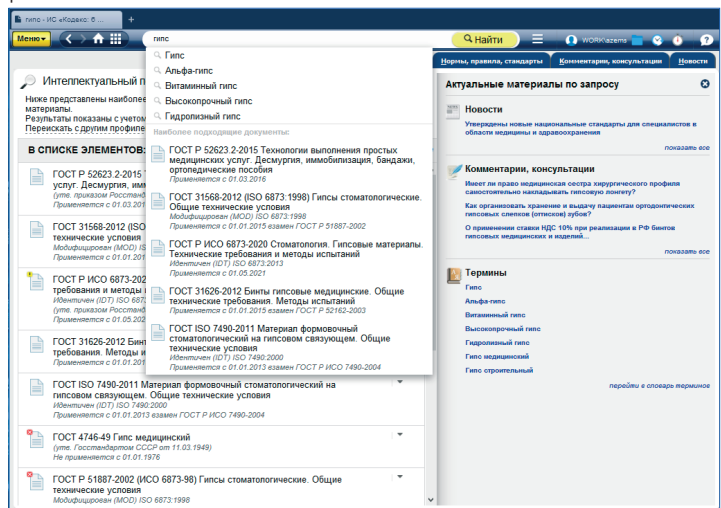 гипс - ИС «Кодекс: 6 ...
+
Меню
гипс
Найти
WORK\azems
?
Гипс
Альфа-гипс
Витаминный гипс
Высокопрочный гипс
Гидролизный гипс
Наиболее подходящие документы:
ГОСТ Р 52623.2-2015 Технологии выполнения простых
медицинских услуг. Десмургия, иммобилизация, бандажи,
ортопедические пособия
Применяется с 01.03.2016
ГОСТ 31568-2012 (ISO 6873:1998) Гипсы стоматологические.
Общие технические условия
Модифицирован (MOD) ISO 6873:1998
Применяется с 01.01.2015 взамен ГОСТ Р 51887-2002
ГОСТ Р ИСО 6873-2020 Стоматология. Гипсовые материалы.
Технические требования и методы испытаний
Идентичен (IDT) ISO 6873:2013
Применяется с 01.05.2021
ГОСТ 31626-2012 Бинты гипсовые медицинские. Общие
технические требования. Методы испытаний
Применяется с 01.01.2015 взамен ГОСТ Р 52162-2003
ГОСТ ISO 7490-2011 Материал формовочный
стоматологический на гипсовом связующем. Общие
технические условия
Идентичен (IDT) ISO 7490:2000
Применяется с 01.01.2013 взамен ГОСТ Р ИСО 7490-2004
Интеллектуальный п
Ниже представлены наиболее
материалы.
Результаты показаны с учетом
Переискать с другим профиле
В СПИСКЕ ЭЛЕМЕНТОВ:
ГОСТ Р 52623.2-2015
услуг. Десмургия, имм
(утв. приказом Росстанд
Применяется с 01.03.201
ГОСТ 31568-2012 (ISO
технические условия
Модифицирован (MOD) IS
Применяется с 01.01.201
ГОСТ Р ИСО 6873-202
требования и методы
Идентичен (IDT) ISO 687
(утв. приказом Росстанд
Применяется с 01.05.202
ГОСТ 31626-2012 Бинт
требования. Методы и
Применяется с 01.01.201
ГОСТ ISO 7490-2011 Материал формовочный стоматологический на
гипсовом связующем. Общие технические условия
Идентичен (IDT) ISO 7490:2000
Применяется с 01.01.2013 взамен ГОСТ Р ИСО 7490-2004
ГОСТ 4746-49 Гипс медицинский
(утв. Госстандартом СССР от 11.03.1949)
Не применяется с 01.01.1976
ГОСТ Р 51887-2002 (ИСО 6873-98) Гипсы стоматологические. Общие
технические условия
Модифицирован (MOD) ISO 6873:1998
Нормы, правила, стандарты
Комментарии, консультации
Новости
Актуальные материалы по запросу
Новости
Утверждены новые национальные стандарты для специалистов в
области медицины и здравоохранения
показать все
Комментарии, консультации
Имеет ли право медицинская сестра хирургического профиля
самостоятельно накладывать гипсовую лонгету?
Как организовать хранение и выдачу пациентам ортодонтических
гипсовых слепков (оттисков) зубов?
О применении ставки НДС 10% при реализации в РФ бинтов
гипсовых медицинских и изделий...
показать все
Термины
Гипс
Альфа-гипс
Витаминный гипс
Высокопрочный гипс
Гидролизный гипс
Гипс медицинский
Гипс строительный
перейти в словарь терминов